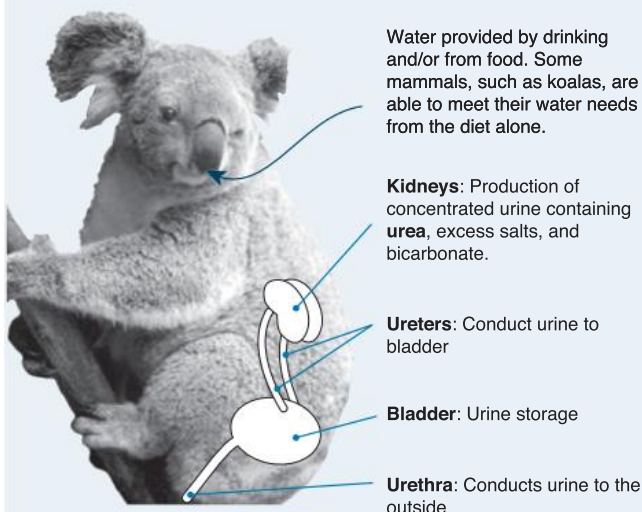 Water provided by drinking
and/or from food. Some
mammals, such as koalas, are
able to meet their water needs
from the diet alone.
Kidneys: Production of
concentrated urine containing
urea, excess salts, and
bicarbonate.
Ureters: Conduct urine to
bladder
Bladder: Urine storage
Urethra: Conducts urine to the
outside